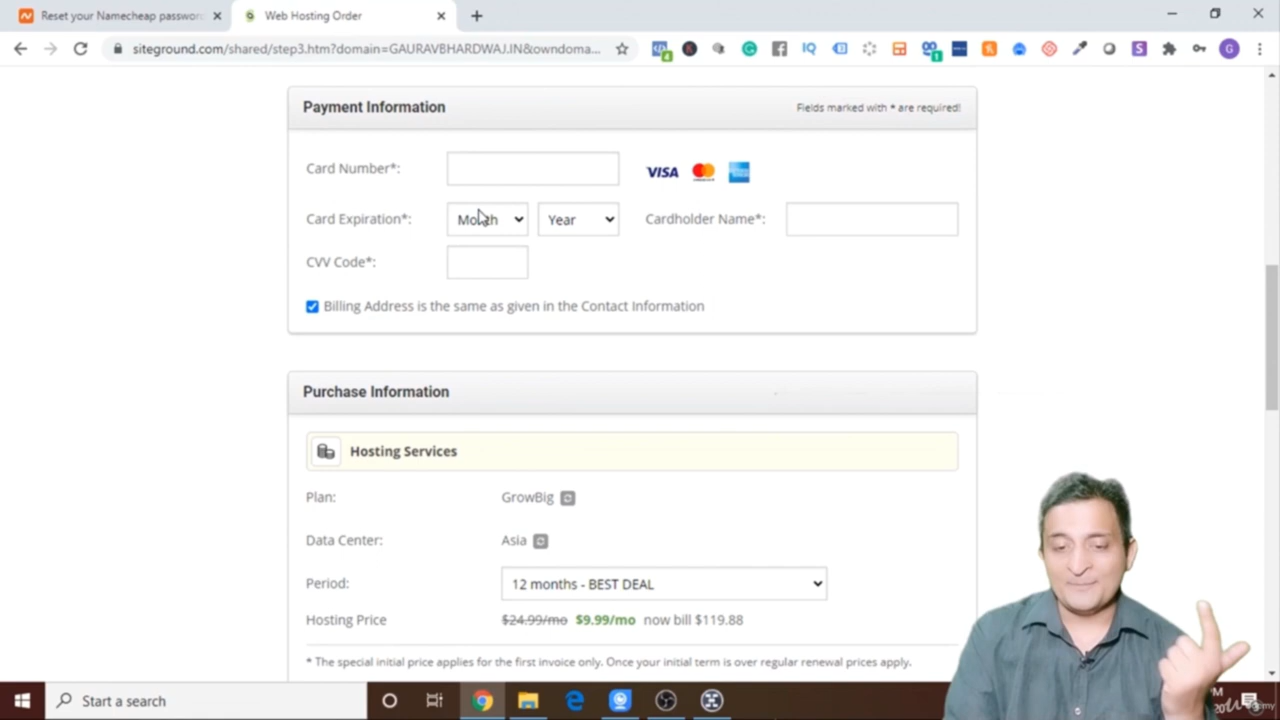 Reset your Namecheap passwor
Web Hosting Order
siteground.com/shared/step3.htm?domain=GAURAVBHARDWAJ.IN&owndoma...
Payment Information
Fields marked with * are required!
Card Number*:
VISA
Card Expiration*:
Month
Year
Cardholder Name*:
CVV Code*:
Billing Address is the same as given in the Contact Information
Purchase Information
Hosting Services
Plan:
GrowBig
Data Center:
Asia
Period:
12 months - BEST DEAL
Hosting Price
$24.99/mo $9.99/mo now bill $119.88
* The special initial price applies for the first invoice only. Once your initial term is over regular renewal prices apply.
Start a search